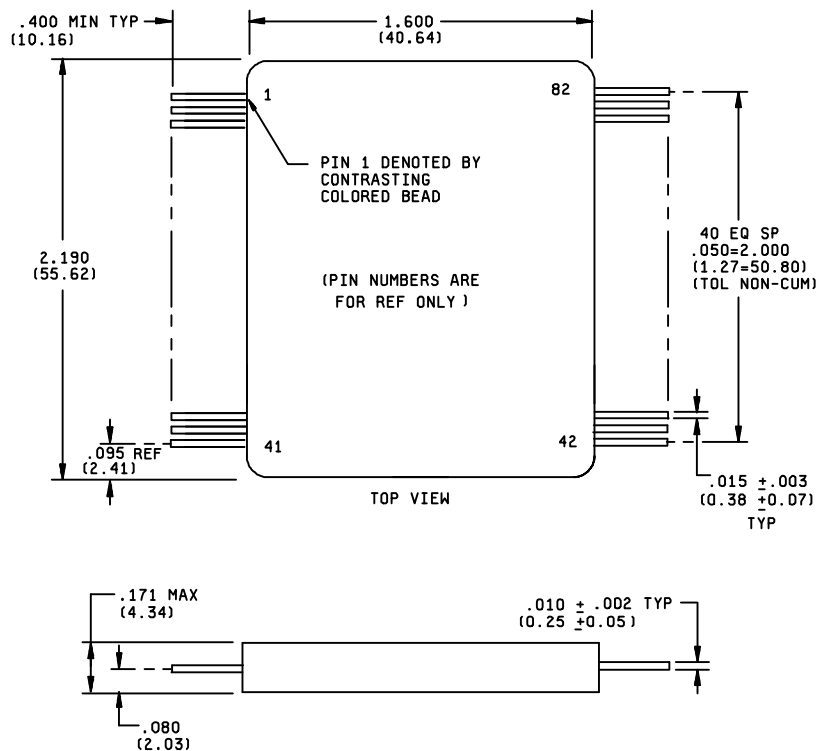 .400 MIN TYP
(10.16)
1.600
(40.64)
1
82
PIN 1 DENOTED BY
CONTRASTING
COLORED BEAD
2.190
(55.62)
40 EQ SP
.050=2.000
(1.27=50.80)
(TOL NON-CUM)
(PIN NUMBERS ARE
FOR REF ONLY)
.095 REF
(2.41)
41
42
TOP VIEW
.015 ±.003
(0.38 ±0.07)
TYP
.171 MAX
(4.34)
.010 ± .002 TYP
(0.25 ±0.05)
.080
(2.03)